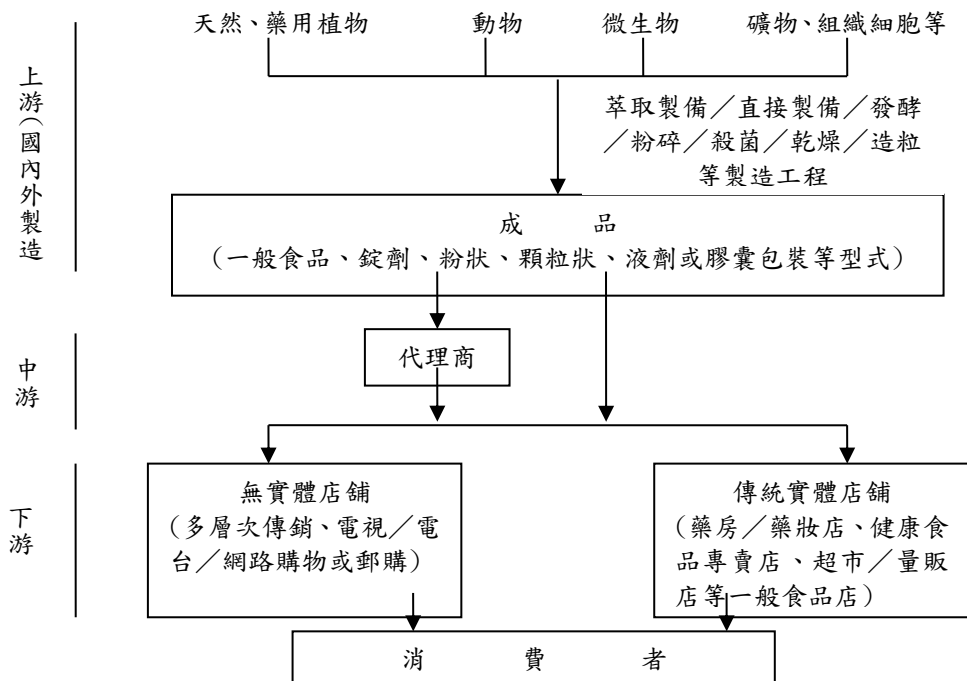 天然、藥用植物 動物 微生物 礦物、組織細胞等
上游(國內外製造)
萃取製備／直接製備／發酵
／粉碎／殺菌／乾燥／造粒
等製造工程
成 品
（一般食品、錠劑、粉狀、顆粒狀、液劑或膠囊包裝等型式）
中游
代理商
下游
無實體店舖
（多層次傳銷、電視／電
台／網路購物或郵購）
傳統實體店舖
（藥房／藥妝店、健康食
品專賣店、超市／量販
店等一般食品店）
消 費 者